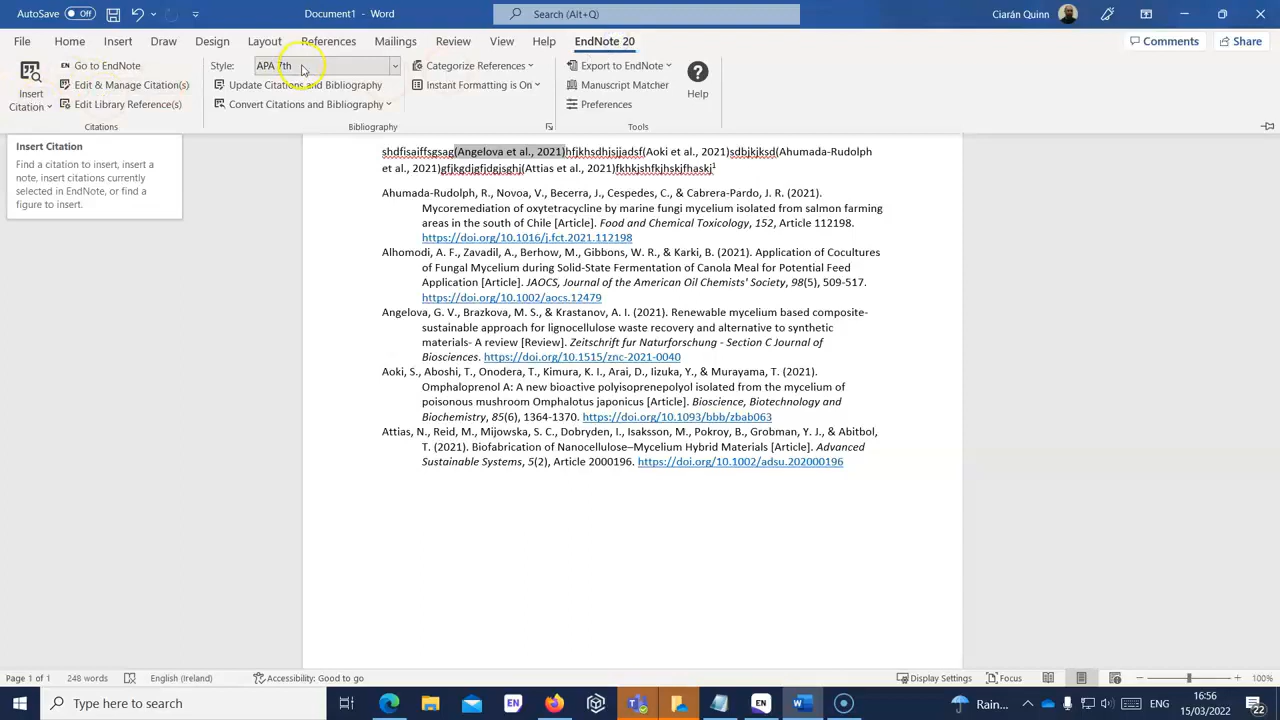 AutoSave Off Document1 - Word Search (Alt+Q) Ciarán Quinn
File Home Insert Draw Design Layout References Mailings Review View Help EndNote 20 Comments Share
Insert
Citation
Go to EndNote
Edit & Manage Citation(s)
Edit Library Reference(s)
Citations
Style: APA 7th
Update Citations and Bibliography
Convert Citations and Bibliography
Categorize References
Instant Formatting is On
Bibliography
Export to EndNote
Manuscript Matcher
Preferences
Help
Tools
Insert Citation
Find a citation to insert, insert a
note, insert citations currently
selected in EndNote, or find a
figure to insert.
shdfisaiffsgsag(Angelova et al., 2021)hfjkhsdhjsjjadsf(Aoki et al., 2021)sdbjkjksd(Ahumada-Rudolph
et al., 2021)gfjkgdjgfjdgjsghj(Attias et al., 2021)fkhkjshfkjhskjfhaskj¹
Ahumada-Rudolph, R., Novoa, V., Becerra, J., Cespedes, C., & Cabrera-Pardo, J. R. (2021).
Mycoremediation of oxytetracycline by marine fungi mycelium isolated from salmon farming
areas in the south of Chile [Article]. Food and Chemical Toxicology, 152, Article 112198.
https://doi.org/10.1016/j.fct.2021.112198
Alhomodi, A. F., Zavadil, A., Berhow, M., Gibbons, W. R., & Karki, B. (2021). Application of Cocultures
of Fungal Mycelium during Solid-State Fermentation of Canola Meal for Potential Feed
Application [Article]. JAOCS, Journal of the American Oil Chemists' Society, 98(5), 509-517.
https://doi.org/10.1002/aocs.12479
Angelova, G. V., Brazkova, M. S., & Krastanov, A. I. (2021). Renewable mycelium based composite-
sustainable approach for lignocellulose waste recovery and alternative to synthetic
materials- A review [Review]. Zeitschrift fur Naturforschung - Section C Journal of
Biosciences. https://doi.org/10.1515/znc-2021-0040
Aoki, S., Aboshi, T., Onodera, T., Kimura, K. I., Arai, D., Iizuka, Y., & Murayama, T. (2021).
Omphaloprenol A: A new bioactive polyisoprenepolyol isolated from the mycelium of
poisonous mushroom Omphalotus japonicus [Article]. Bioscience, Biotechnology and
Biochemistry, 85(6), 1364-1370. https://doi.org/10.1093/bbb/zbab063
Attias, N., Reid, M., Mijowska, S. C., Dobryden, I., Isaksson, M., Pokroy, B., Grobman, Y. J., & Abitbol,
T. (2021). Biofabrication of Nanocellulose–Mycelium Hybrid Materials [Article]. Advanced
Sustainable Systems, 5(2), Article 2000196. https://doi.org/10.1002/adsu.202000196
Page 1 of 1 248 words English (Ireland) Accessibility: Good to go Display Settings Focus 100%
Type here to search EN EN Rain... 16:56
15/03/2022 22